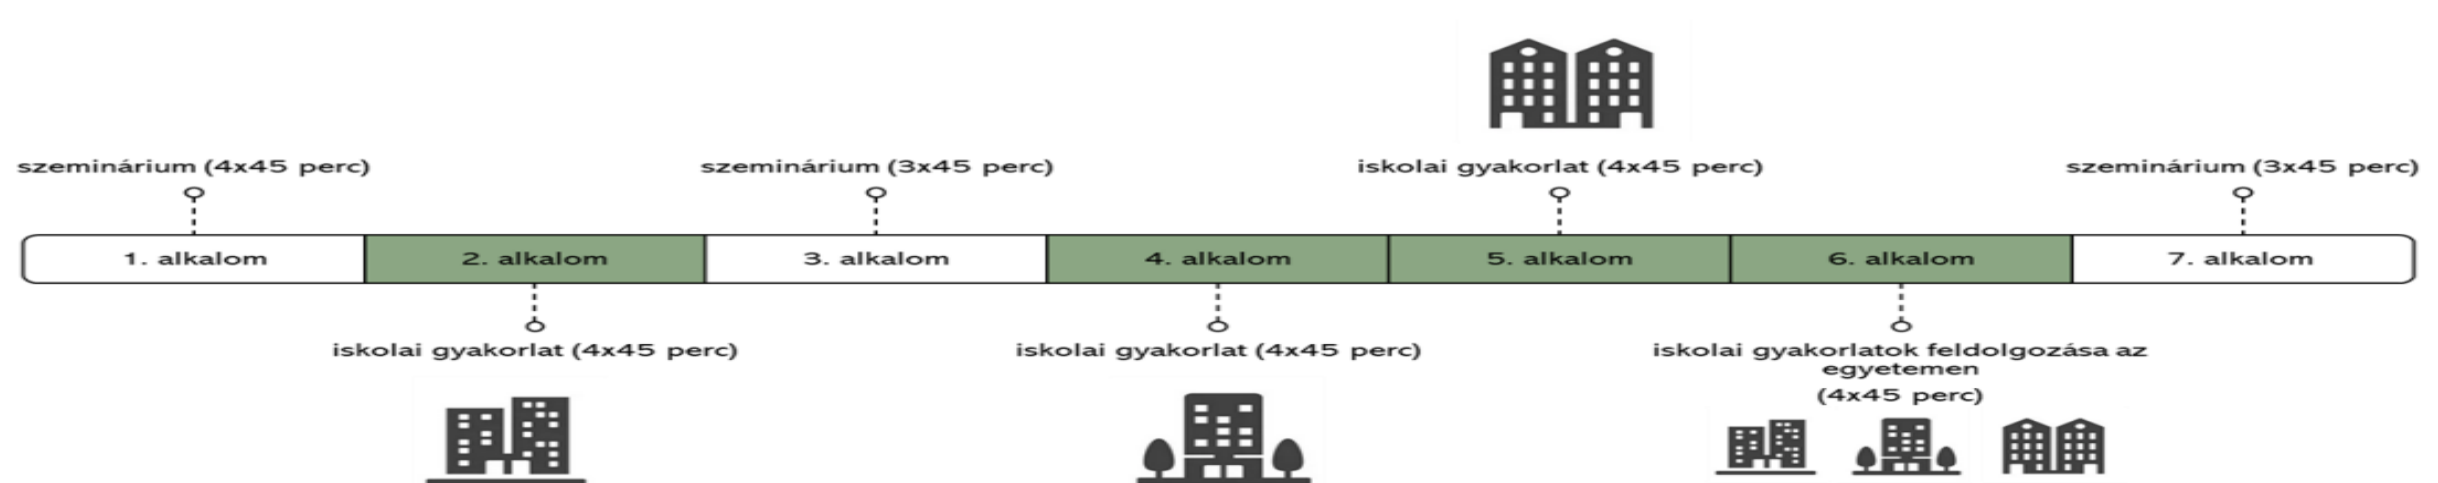 szeminárium (4x45 perc)
szeminárium (3x45 perc)
iskolai gyakorlat (4x45 perc)
szeminárium (3x45 perc)
1. alkalom
2. alkalom
3. alkalom
4. alkalom
5. alkalom
6. alkalom
7. alkalom
iskolai gyakorlat (4x45 perc)
iskolai gyakorlat (4x45 perc)
iskolai gyakorlatok feldolgozása az
egyetemen
(4x45 perc)